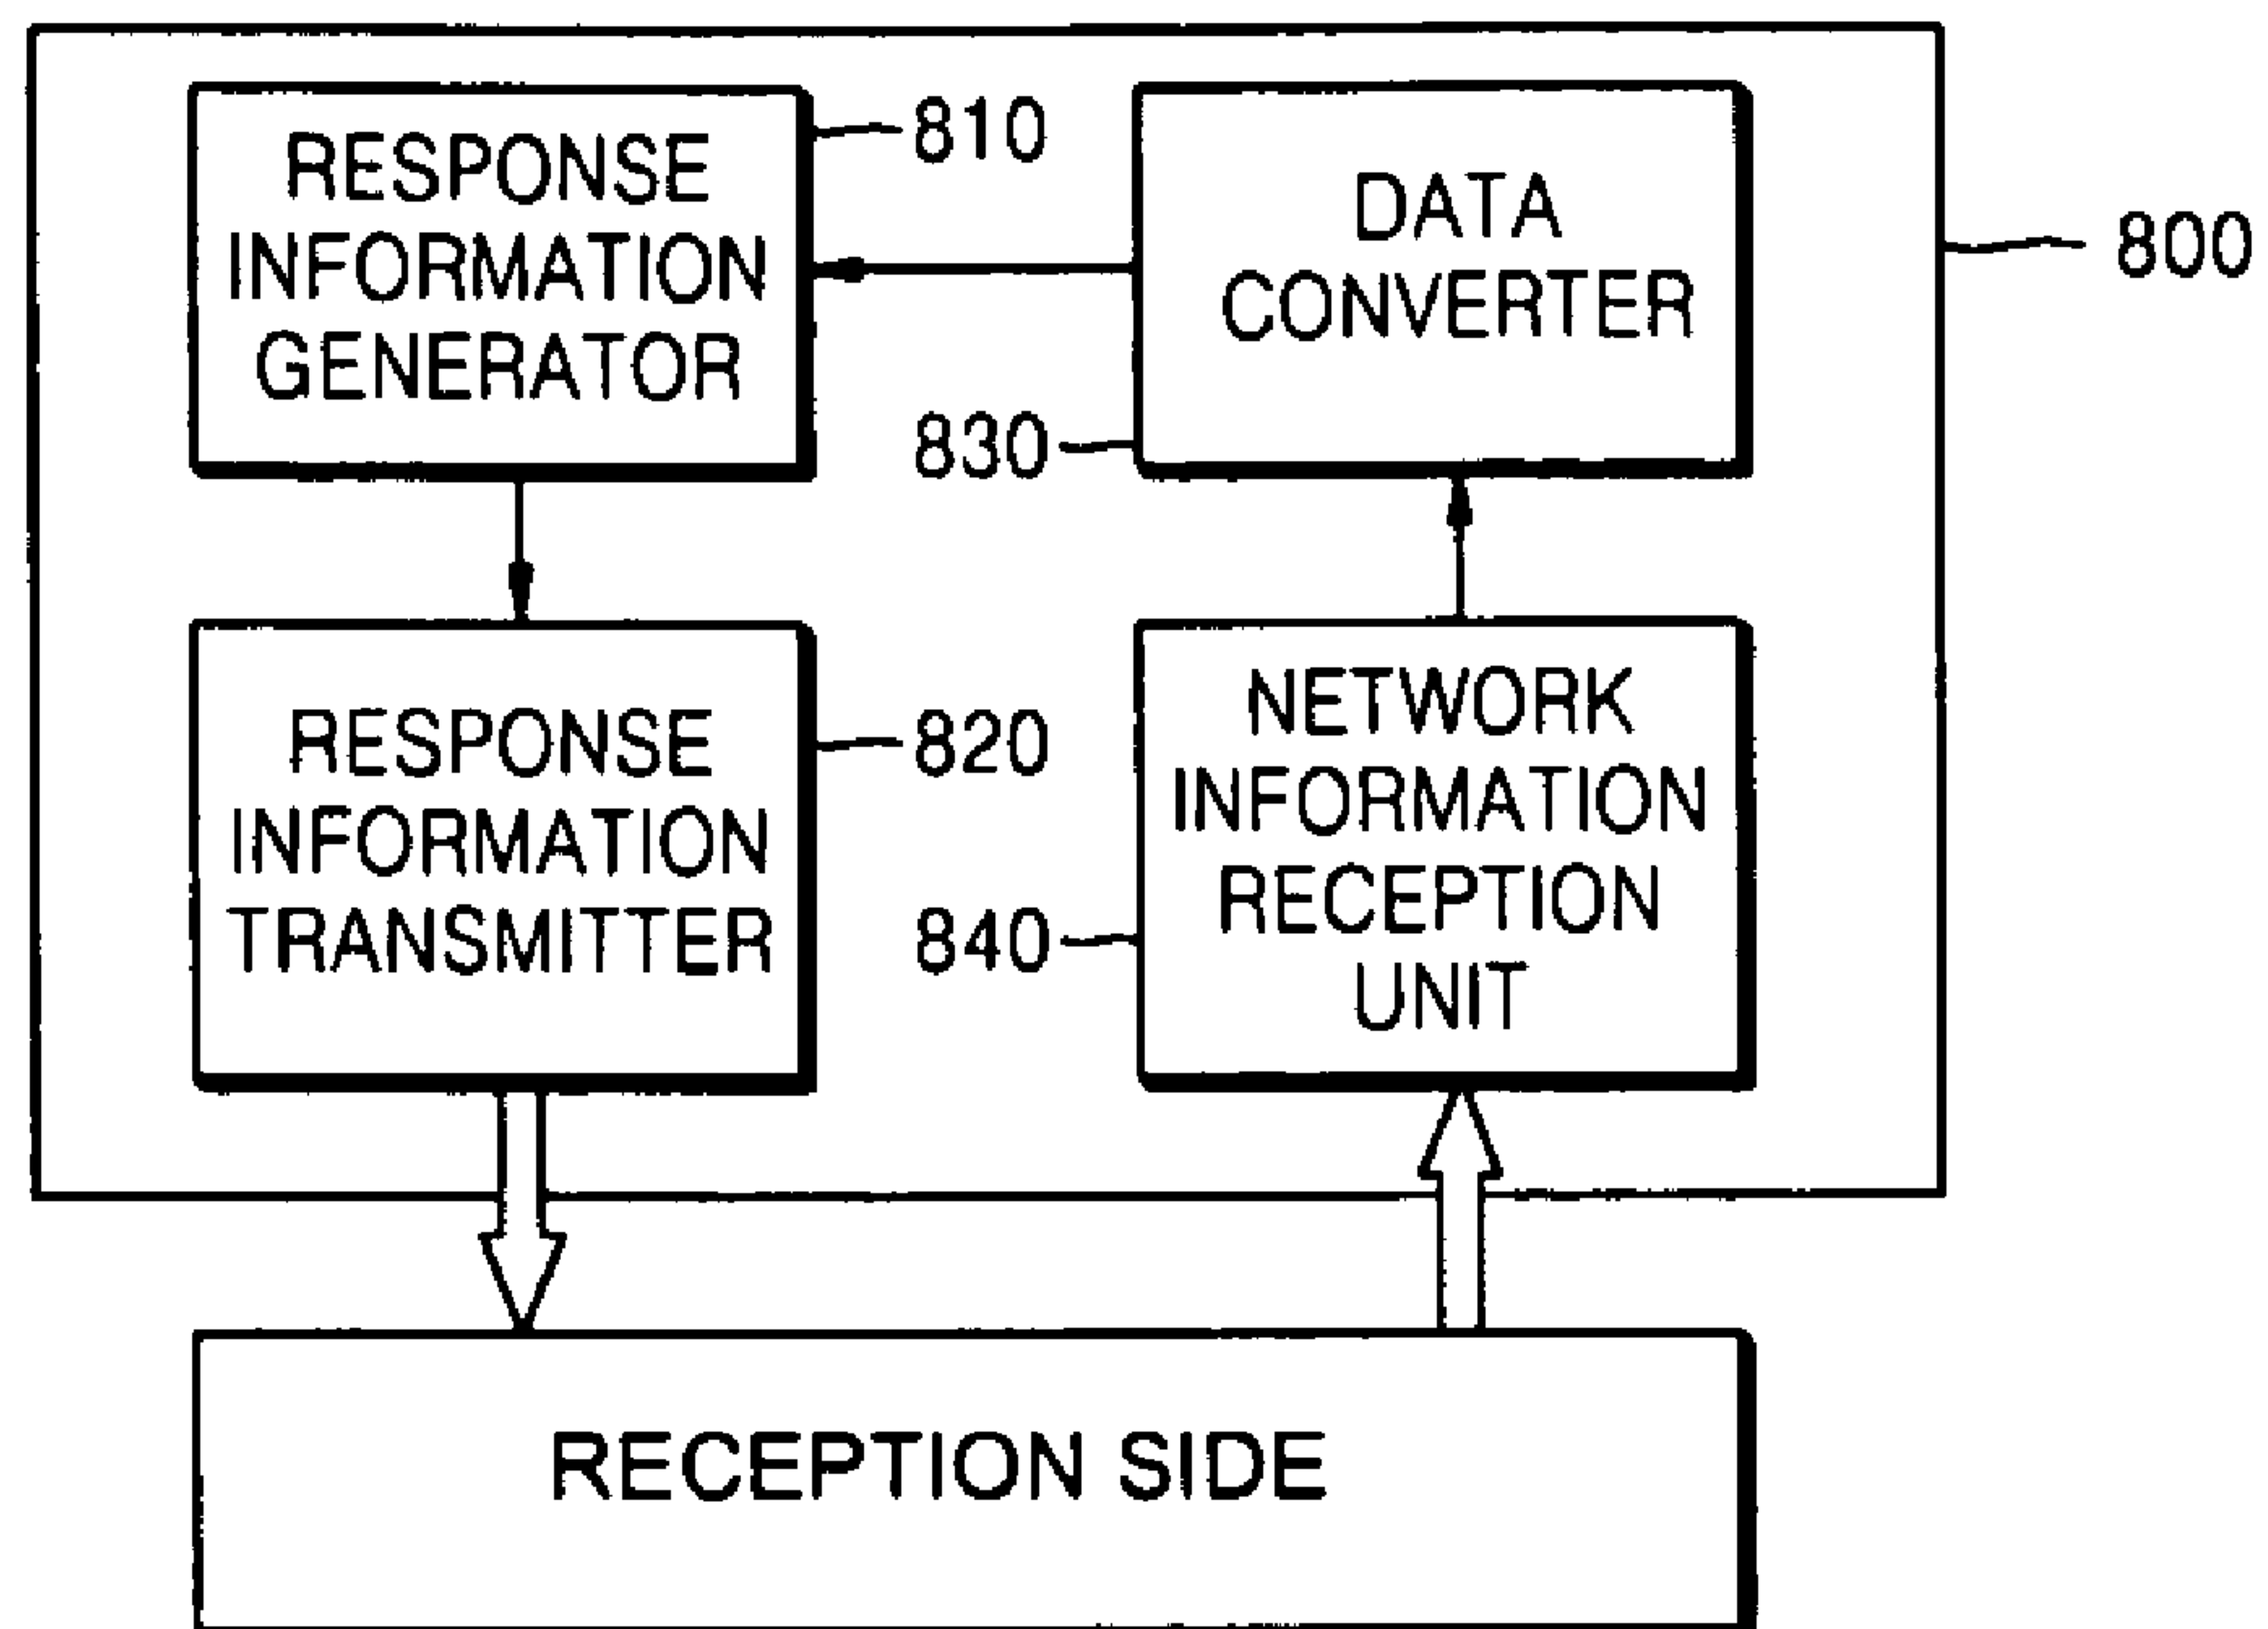 RESPONSE
INFORMATION
GENERATOR
810
DATA
CONVERTER
830
800
RESPONSE
INFORMATION
TRANSMITTER
820
NETWORK
INFORMATION
RECEPTION
UNIT
840
RECEPTION SIDE